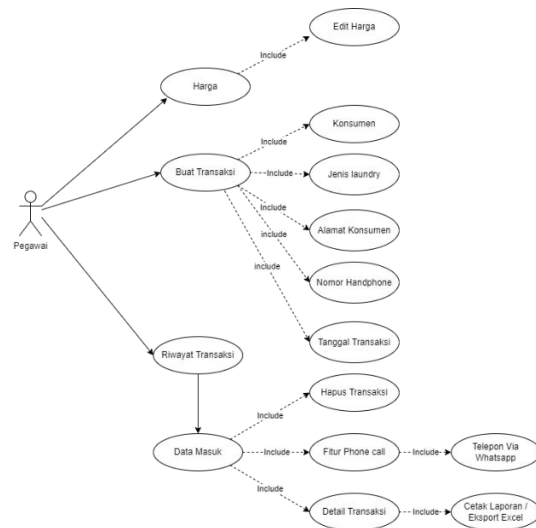 Edit Harga
Include
Harga
Konsumen
Include
Buat Transaksi
Include
Jenis laundry
Include
Alamat Konsumen
include
Pegawai
include
Nomor Handphone
Tanggal Transaksi
Riwayat Transaksi
Hapus Transaksi
Include
Data Masuk
Include
Fitur Phone call
Include
Telepon Via
Whatsapp
Include
Detail Transaksi
Include
Cetak Laporan /
Eksport Excel